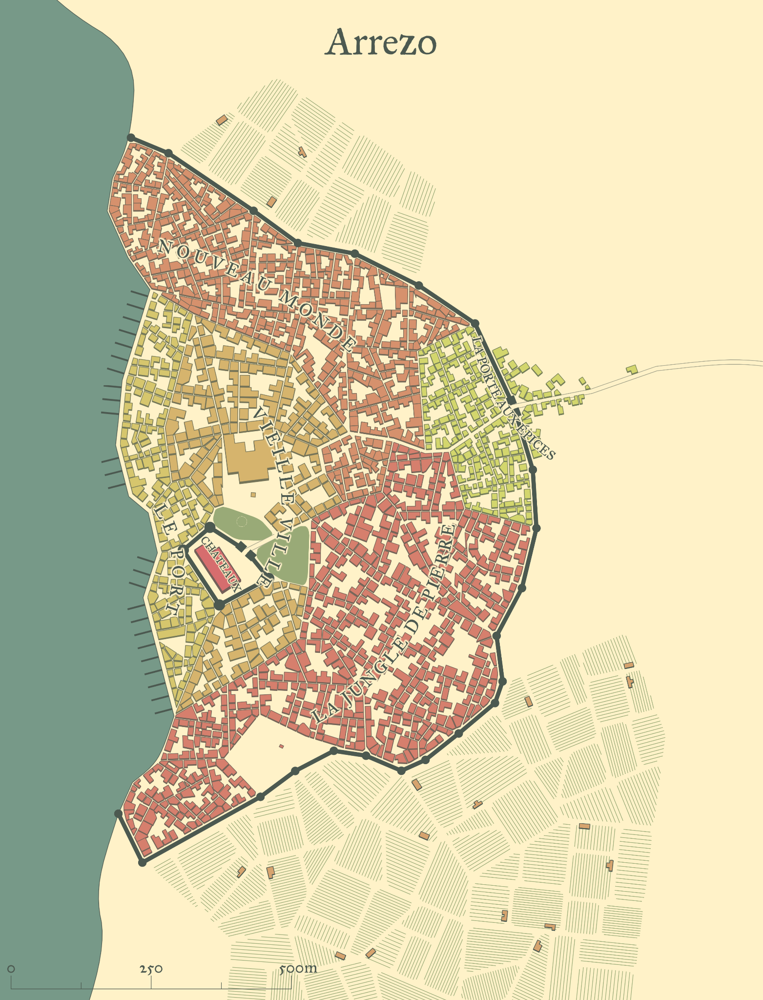 Arrezo
NOUVEAU MONDE
LA PORTE AUX EPICES
VIEILLE VILLE
LE PORT
CHATEAUX
LA JUNGLE DE PIERRE
0 250 500m